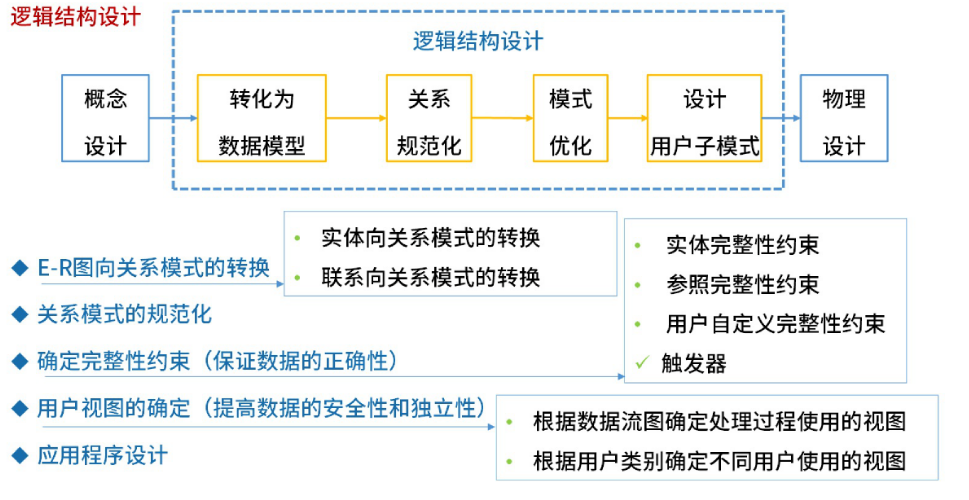 逻辑结构设计
逻辑结构设计
概念
设计
转化为
数据模型
关系
规范化
模式
优化
设计
用户子模式
物理
设计
◆ E-R图向关系模式的转换
• 实体向关系模式的转换
• 联系向关系模式的转换
◆ 关系模式的规范化
◆ 确定完整性约束（保证数据的正确性）
• 实体完整性约束
• 参照完整性约束
• 用户自定义完整性约束
✓ 触发器
◆ 用户视图的确定（提高数据的安全性和独立性）
• 根据数据流图确定处理过程使用的视图
• 根据用户类别确定不同用户使用的视图
◆ 应用程序设计